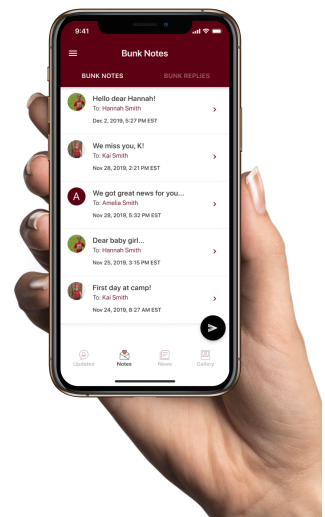 9:41
Bunk Notes
BUNK NOTES BUNK REPLIES
Hello dear Hannah!
To: Hannah Smith
Dec 2, 2019, 5:27 PM EST
We miss you, K!
To: Kai Smith
Nov 28, 2019, 2:21 PM EST
A
We got great news for you...
To: Amelia Smith
Nov 28, 2019, 5:32 PM EST
Dear baby girl...
To: Hannah Smith
Nov 25, 2019, 3:15 PM EST
First day at camp!
To: Kai Smith
Nov 24, 2019, 8:27 AM EST
Updates Notes News Gallery